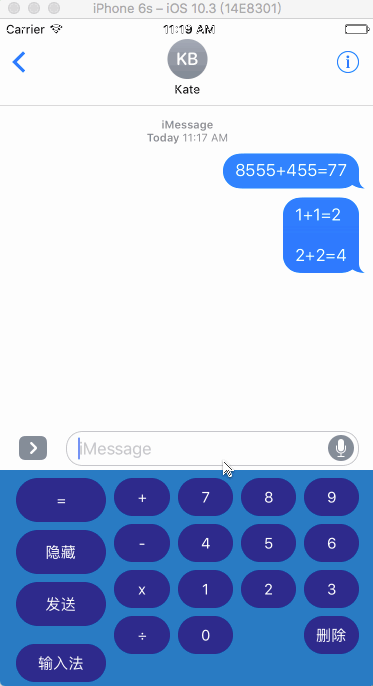 iPhone 6s – iOS 10.3 (14E8301)
Carrier 11:19 AM
KB
Kate
iMessage
Today 11:17 AM
8555+455=77
1+1=2
2+2=4
iMessage
= + 7 8 9
隐藏 - 4 5 6
发送 x 1 2 3
输入法 ÷ 0 删除